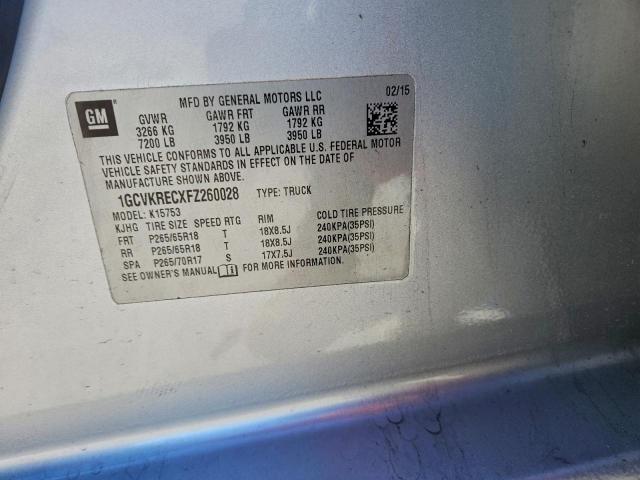 GM
MFD BY GENERAL MOTORS LLC 02/15
GVWR GAWR FRT GAWR RR
3266 KG 1792 KG 1792 KG
7200 LB 3950 LB 3950 LB
THIS VEHICLE CONFORMS TO ALL APPLICABLE U.S. FEDERAL MOTOR
VEHICLE SAFETY STANDARDS IN EFFECT ON THE DATE OF
MANUFACTURE SHOWN ABOVE.
1GCVKRECXFZ260028 TYPE: TRUCK
MODEL: K15753
KJHG TIRE SIZE SPEED RTG RIM COLD TIRE PRESSURE
FRT P265/65R18 T 18X8.5J 240KPA(35PSI)
RR P265/65R18 T 18X8.5J 240KPA(35PSI)
SPA P265/70R17 S 17X7.5J 240KPA(35PSI)
SEE OWNER'S MANUAL FOR MORE INFORMATION.